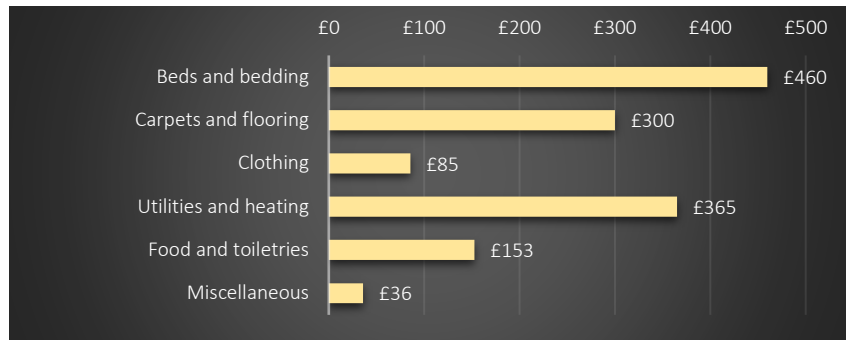 £0 £100 £200 £300 £400 £500
Beds and bedding £460
Carpets and flooring £300
Clothing £85
Utilities and heating £365
Food and toiletries £153
Miscellaneous £36